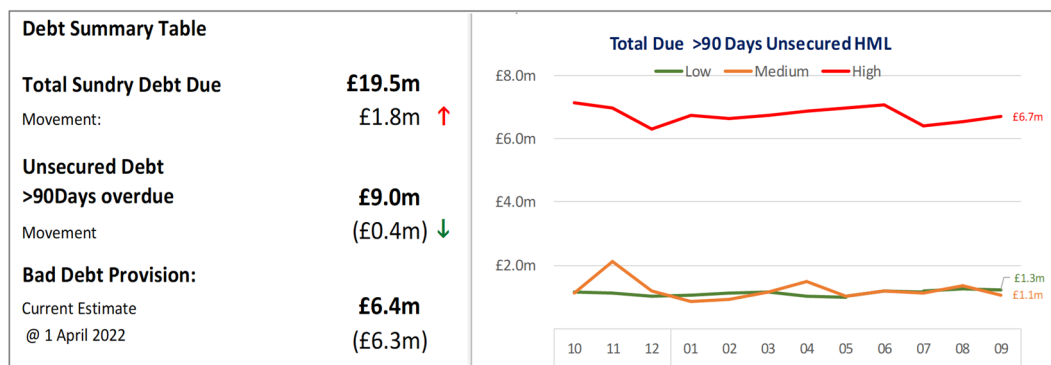 Debt Summary Table
Total Sundry Debt Due £19.5m
Movement: £1.8m ↑
Unsecured Debt
>90Days overdue £9.0m
Movement (£0.4m) ↓
Bad Debt Provision:
Current Estimate £6.4m
@ 1 April 2022 (£6.3m)
Total Due >90 Days Unsecured HML
Low Medium High
£8.0m
£6.0m
£4.0m
£2.0m
£6.7m
£1.3m
£1.1m
10 11 12 01 02 03 04 05 06 07 08 09